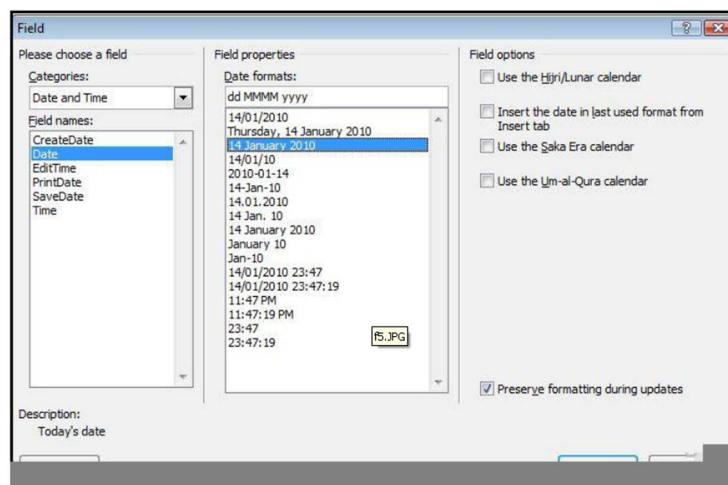 Field
Please choose a field
Categories:
Date and Time
Field names:
CreateDate
Date
EditTime
PrintDate
SaveDate
Time
Field properties
Date formats:
dd MMMM yyyy
14/01/2010
Thursday, 14 January 2010
14 January 2010
14/01/10
2010-01-14
14-Jan-10
14.01.2010
14 Jan. 10
14 January 2010
January 10
Jan-10
14/01/2010 23:47
14/01/2010 23:47:19
11:47 PM
11:47:19 PM
23:47
23:47:19
f5.JPG
Field options
Use the Hijri/Lunar calendar
Insert the date in last used format from
Insert tab
Use the Saka Era calendar
Use the Um-al-Qura calendar
Preserve formatting during updates
Description:
Today's date